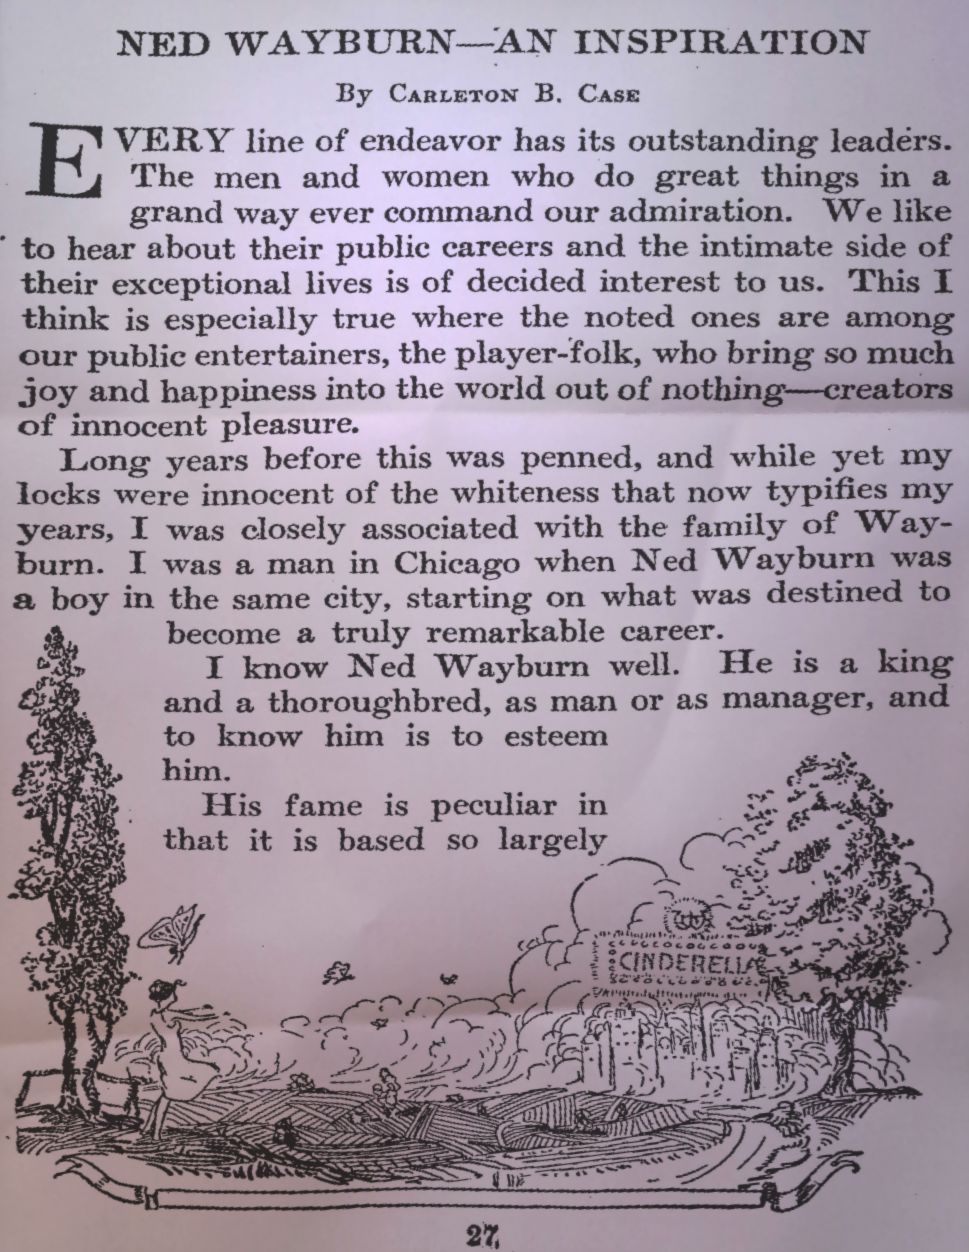 NED WAYBURN—AN INSPIRATION
By CARLETON B. CASE
EVERY line of endeavor has its outstanding leaders.
The men and women who do great things in a
grand way ever command our admiration. We like
to hear about their public careers and the intimate side of
their exceptional lives is of decided interest to us. This I
think is especially true where the noted ones are among
our public entertainers, the player-folk, who bring so much
joy and happiness into the world out of nothing—creators
of innocent pleasure.
Long years before this was penned, and while yet my
locks were innocent of the whiteness that now typifies my
years, I was closely associated with the family of Way-
burn. I was a man in Chicago when Ned Wayburn was
a boy in the same city, starting on what was destined to
become a truly remarkable career.
I know Ned Wayburn well. He is a king
and a thoroughbred, as man or as manager, and
to know him is to esteem
him.
His fame is peculiar in
that it is based so largely
CINDERELLA
27